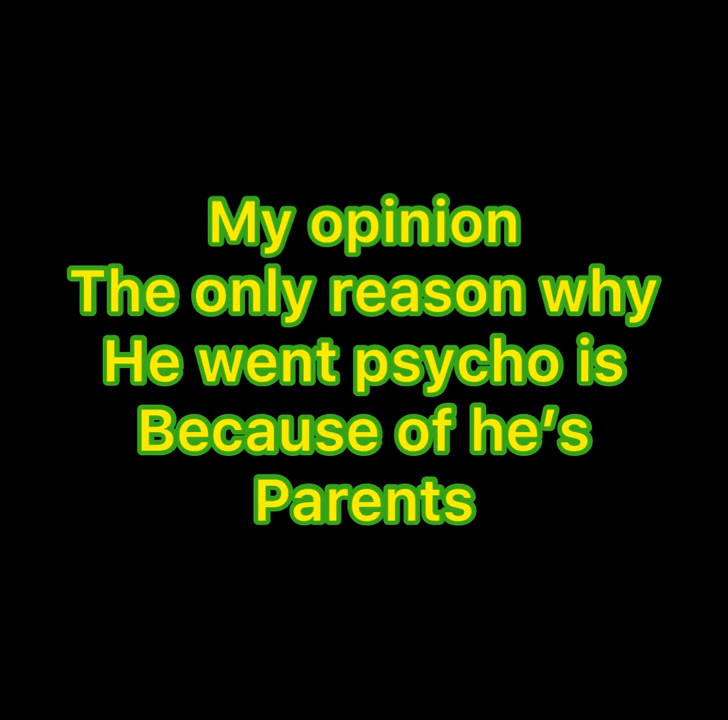 My opinion
The only reason why
He went psycho is
Because of he’s
Parents